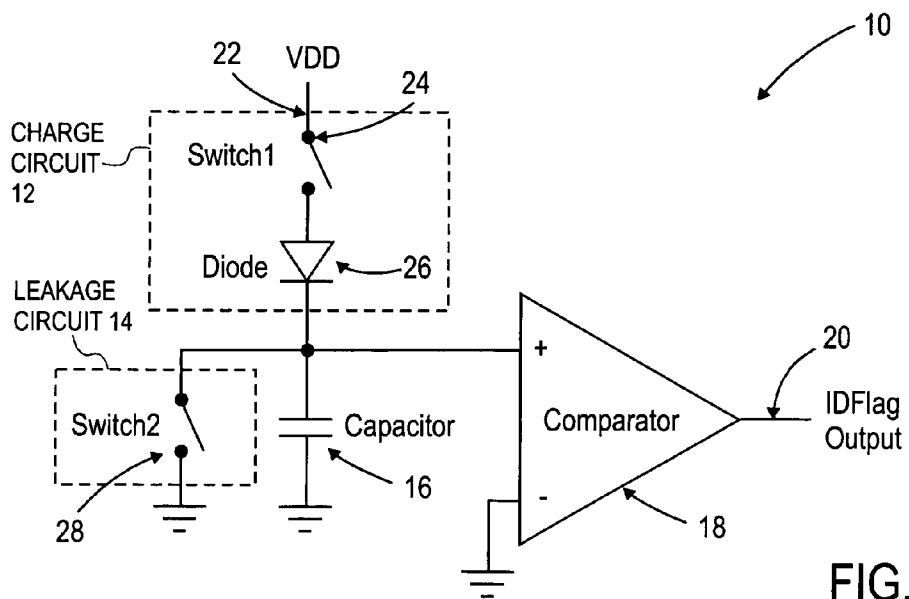 10
22
VDD
24
CHARGE
CIRCUIT
12
Switch1
Diode
26
LEAKAGE
CIRCUIT 14
+
20
Switch2
Capacitor
Comparator
IDFlag
Output
28
16
-
18
FIG.